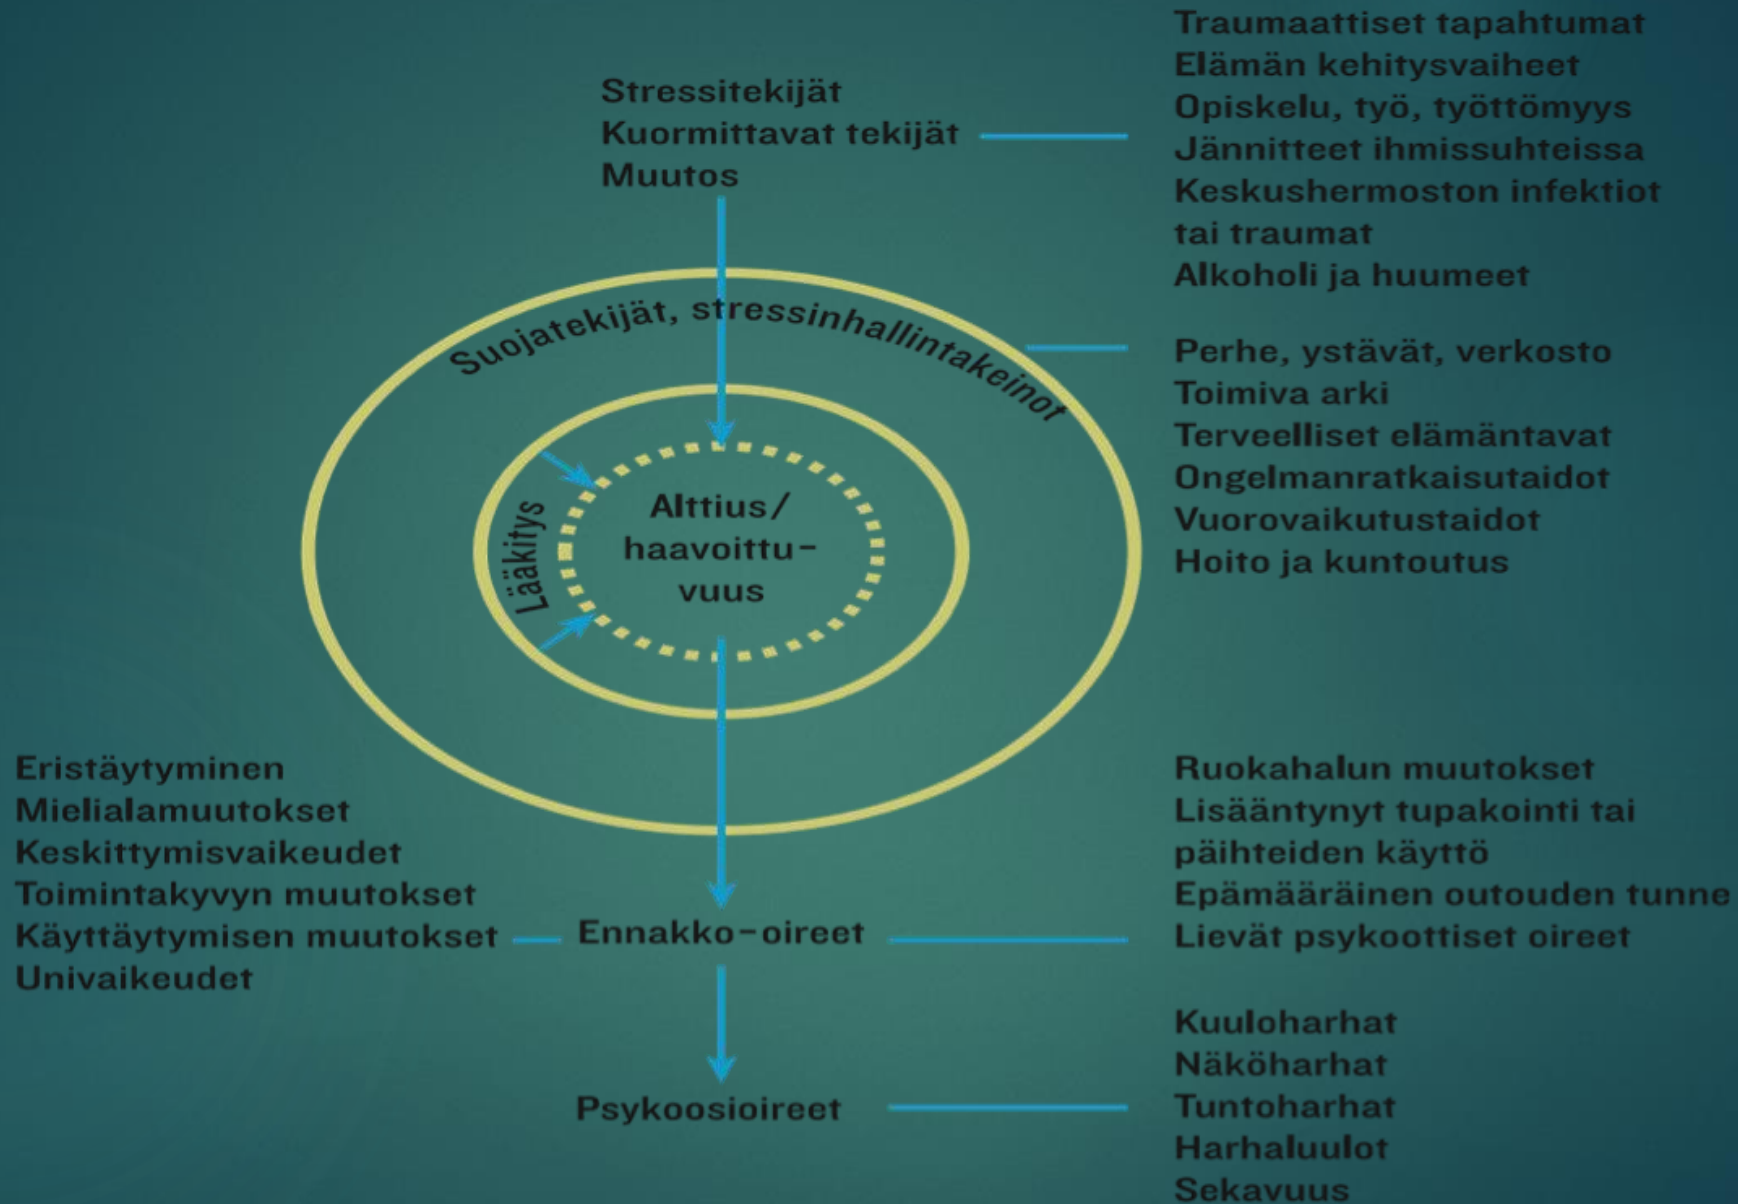 Stressitekijät
Kuormittavat tekijät
Muutos
Traumaattiset tapahtumat
Elämän kehitysvaiheet
Opiskelu, työ, työttömyys
Jännitteet ihmissuhteissa
Keskushermoston infektiot
tai traumat
Alkoholi ja huumeet
Suojatekijät, stressinhallintakeinot
Perhe, ystävät, verkosto
Toimiva arki
Terveelliset elämäntavat
Ongelmanratkaisutaidot
Vuorovaikutustaidot
Hoito ja kuntoutus
Lääkitys
Alttius/
haavoittu-
vuus
Eristäytyminen
Mielialamuutokset
Keskittymisvaikeudet
Toimintakyvyn muutokset
Käyttäytymisen muutokset
Univaikeudet
Ennakko-oireet
Ruokahalun muutokset
Lisääntynyt tupakointi tai
päihteiden käyttö
Epämääräinen outouden tunne
Lievät psykoottiset oireet
Psykoosioireet
Kuuloharhat
Näköharhat
Tuntoharhat
Harhaluulot
Sekavuus